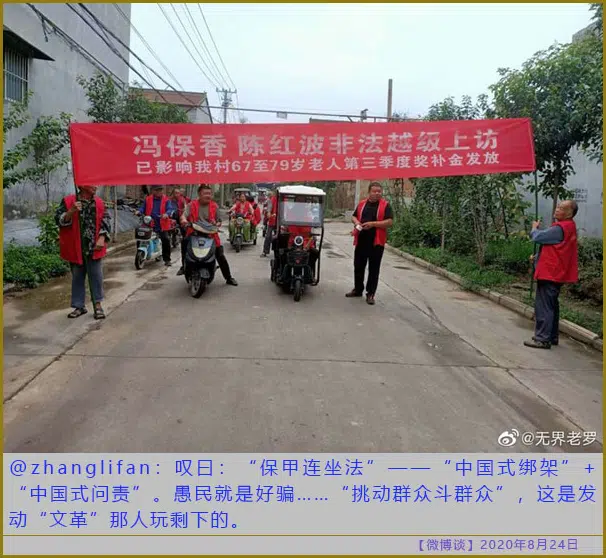 冯保香 陈红波非法越级上访
已影响我村67至79岁老人第三季度奖补金发放
@无界老罗
@zhanglifan：叹曰：“保甲连坐法”——“中国式绑架”+
“中国式问责”。愚民就是好骗……“挑动群众斗群众”，这是发
动“文革”那人玩剩下的。
【微博谈】2020年8月24日